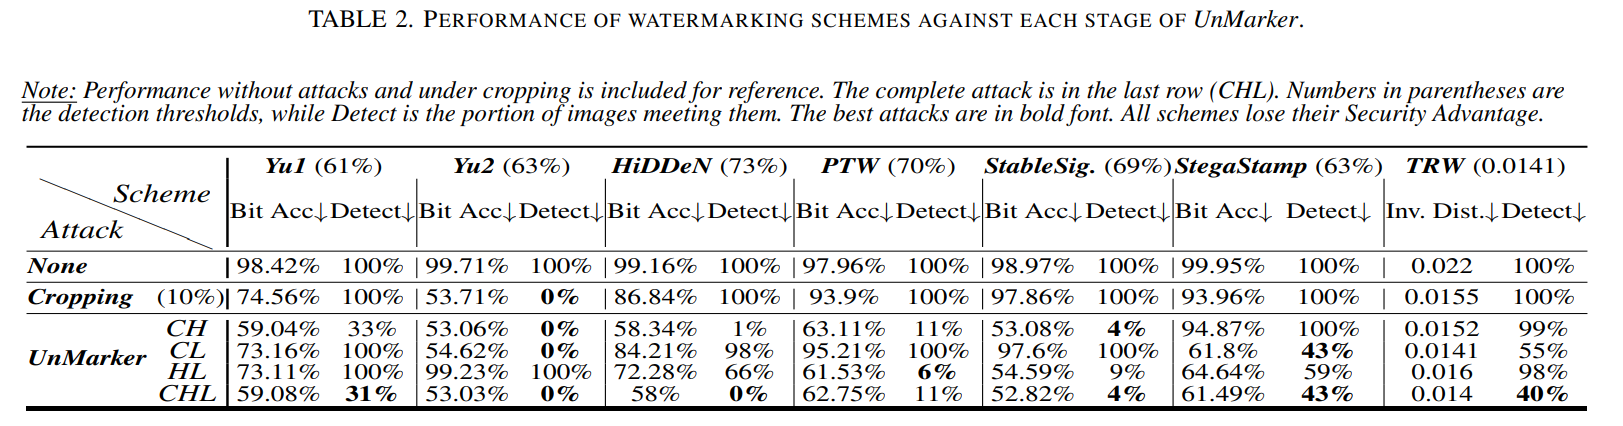 TABLE 2. PERFORMANCE OF WATERMARKING SCHEMES AGAINST EACH STAGE OF UnMarker.
Note: Performance without attacks and under cropping is included for reference. The complete attack is in the last row (CHL). Numbers in parentheses are
the detection thresholds, while Detect is the portion of images meeting them. The best attacks are in bold font. All schemes lose their Security Advantage.
Yu1 (61%) Yu2 (63%) HiDDeN (73%) PTW (70%) StableSig. (69%) StegaStamp (63%) TRW (0.0141)
Scheme
Bit Acc↓ Detect↓ Bit Acc↓ Detect↓ Bit Acc↓ Detect↓ Bit Acc↓ Detect↓ Bit Acc↓ Detect↓ Bit Acc↓ Detect↓ Inv. Dist.↓ Detect↓
Attack
None 98.42% 100% 99.71% 100% 99.16% 100% 97.96% 100% 98.97% 100% 99.95% 100% 0.022 100%
Cropping (10%) 74.56% 100% 53.71% 0% 86.84% 100% 93.9% 100% 97.86% 100% 93.96% 100% 0.0155 100%
CH 59.04% 33% 53.06% 0% 58.34% 1% 63.11% 11% 53.08% 4% 94.87% 100% 0.0152 99%
UnMarker CL 73.16% 100% 54.62% 0% 84.21% 98% 95.21% 100% 97.6% 100% 61.8% 43% 0.0141 55%
HL 73.11% 100% 99.23% 100% 72.28% 66% 61.53% 6% 54.59% 9% 64.64% 59% 0.016 98%
CHL 59.08% 31% 53.03% 0% 58% 0% 62.75% 11% 52.82% 4% 61.49% 43% 0.014 40%